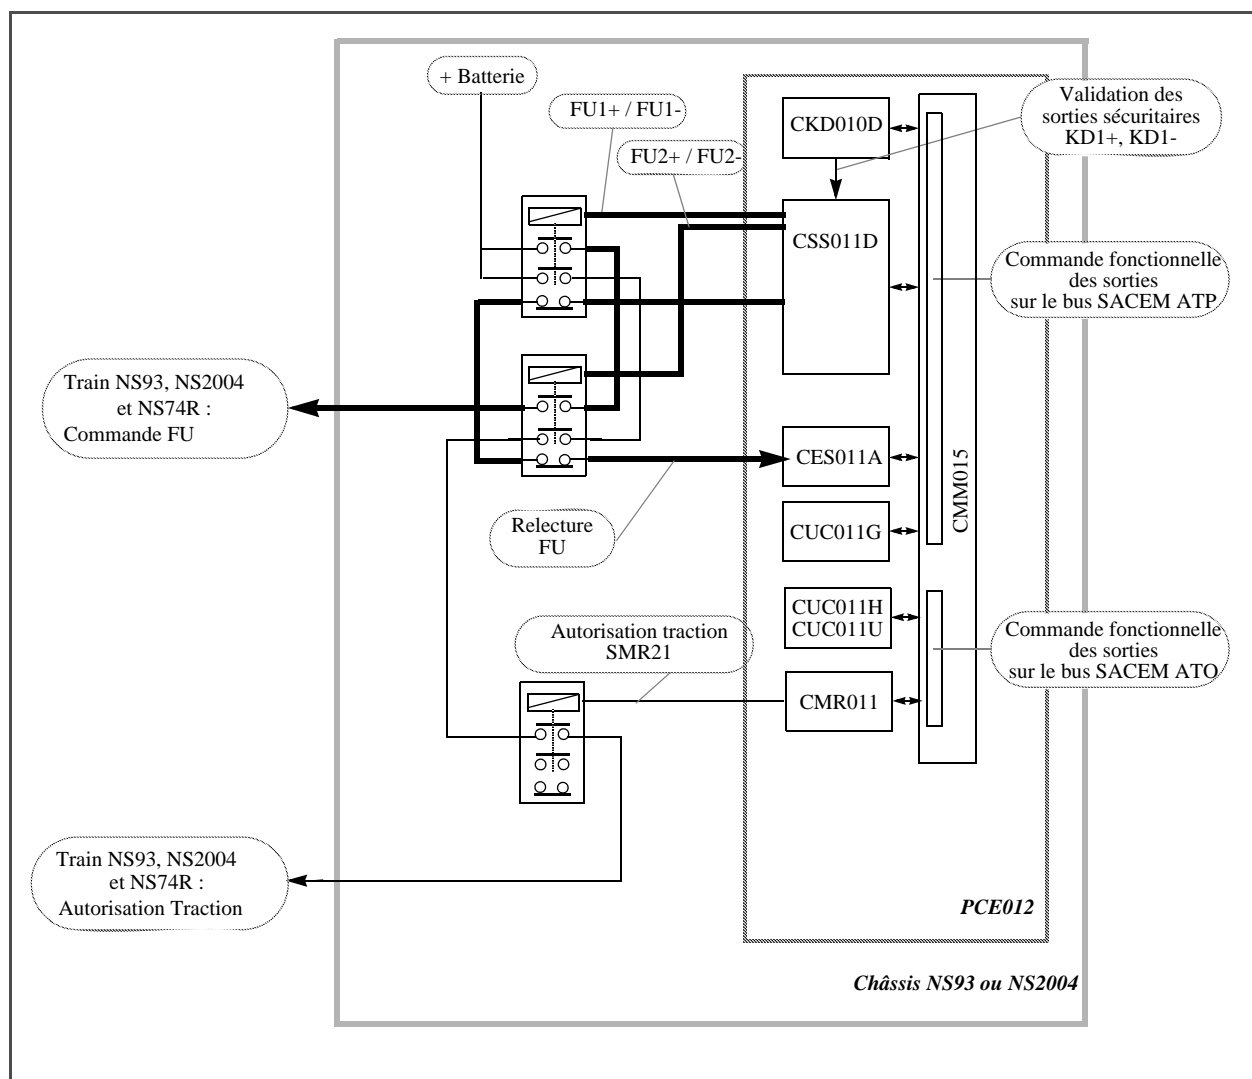 + Batterie
FU1+ / FU1-
FU2+ / FU2-
CKD010D
Validation des
sorties sécuritaires
KD1+, KD1-
CSS011D
Commande fonctionnelle
des sorties
sur le bus SACEM ATP
Train NS93, NS2004
et NS74R :
Commande FU
CES011A
CMM015
Relecture
FU
CUC011G
CUC011H
CUC011U
Autorisation traction
SMR21
Commande fonctionnelle
des sorties
sur le bus SACEM ATO
CMR011
Train NS93, NS2004
et NS74R :
Autorisation Traction
PCE012
Châssis NS93 ou NS2004